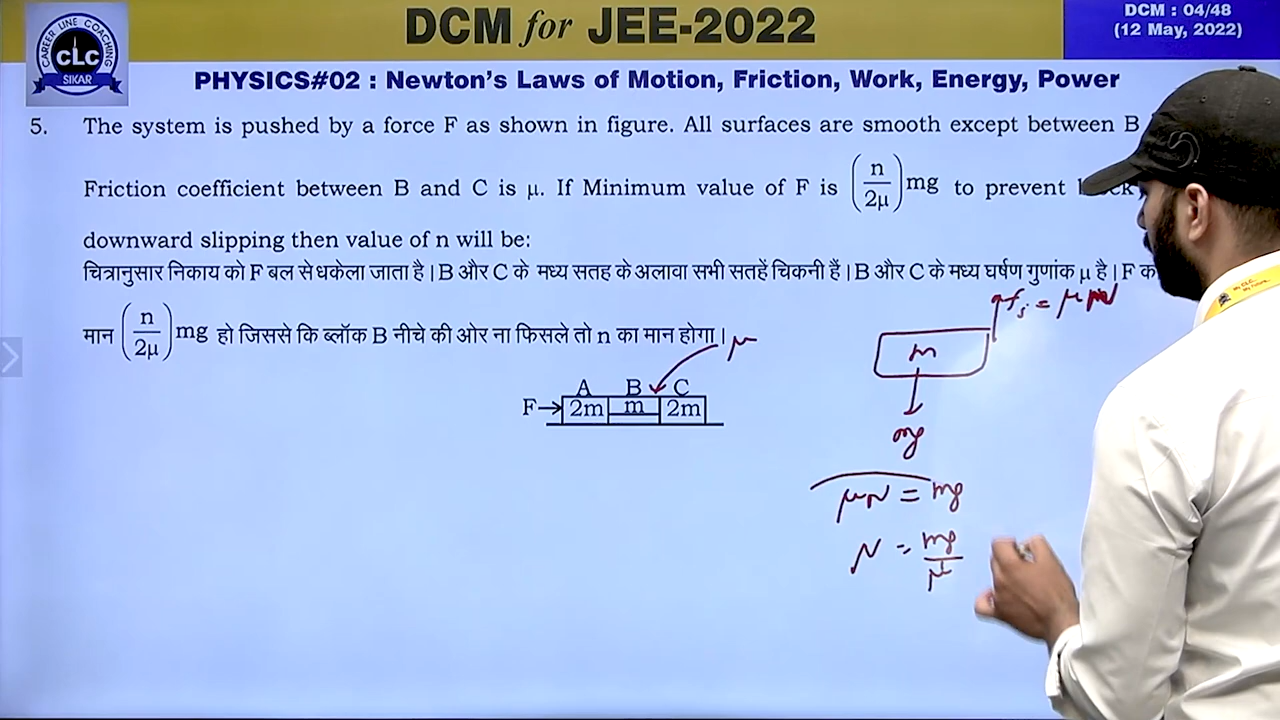 DCM for JEE-2022
DCM : 04/48
(12 May, 2022)
CAREER LINE COACHING
CLC
SIKAR
PHYSICS#02 : Newton's Laws of Motion, Friction, Work, Energy, Power
5. The system is pushed by a force F as shown in figure. All surfaces are smooth except between B
Friction coefficient between B and C is μ. If Minimum value of F is (n/2μ)mg to prevent
downward slipping then value of n will be:
चित्रानुसार निकाय को F बल से धकेला जाता है। B और C के मध्य सतह के अलावा सभी सतहें चिकनी हैं। B और C के मध्य घर्षण गुणांक μ है। F क
मान (n/2μ)mg हो जिससे कि ब्लॉक B नीचे की ओर ना फिसले तो n का मान होगा।
μ
A B C
F→ 2m m 2m
= μ
m
mg
μN = mg
N = mg/μ